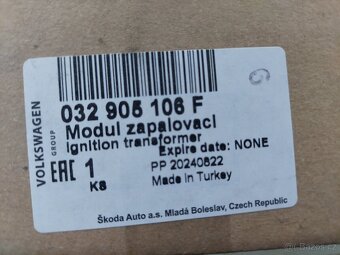 VOLKSWAGEN
GROUP
032 905 106 F
Modul zapalovací
ignition transformer
Expire date: NONE
EAC 1
KS
PP 20240822
Made in Turkey
Škoda Auto a.s. Mladá Boleslav, Czech Republic